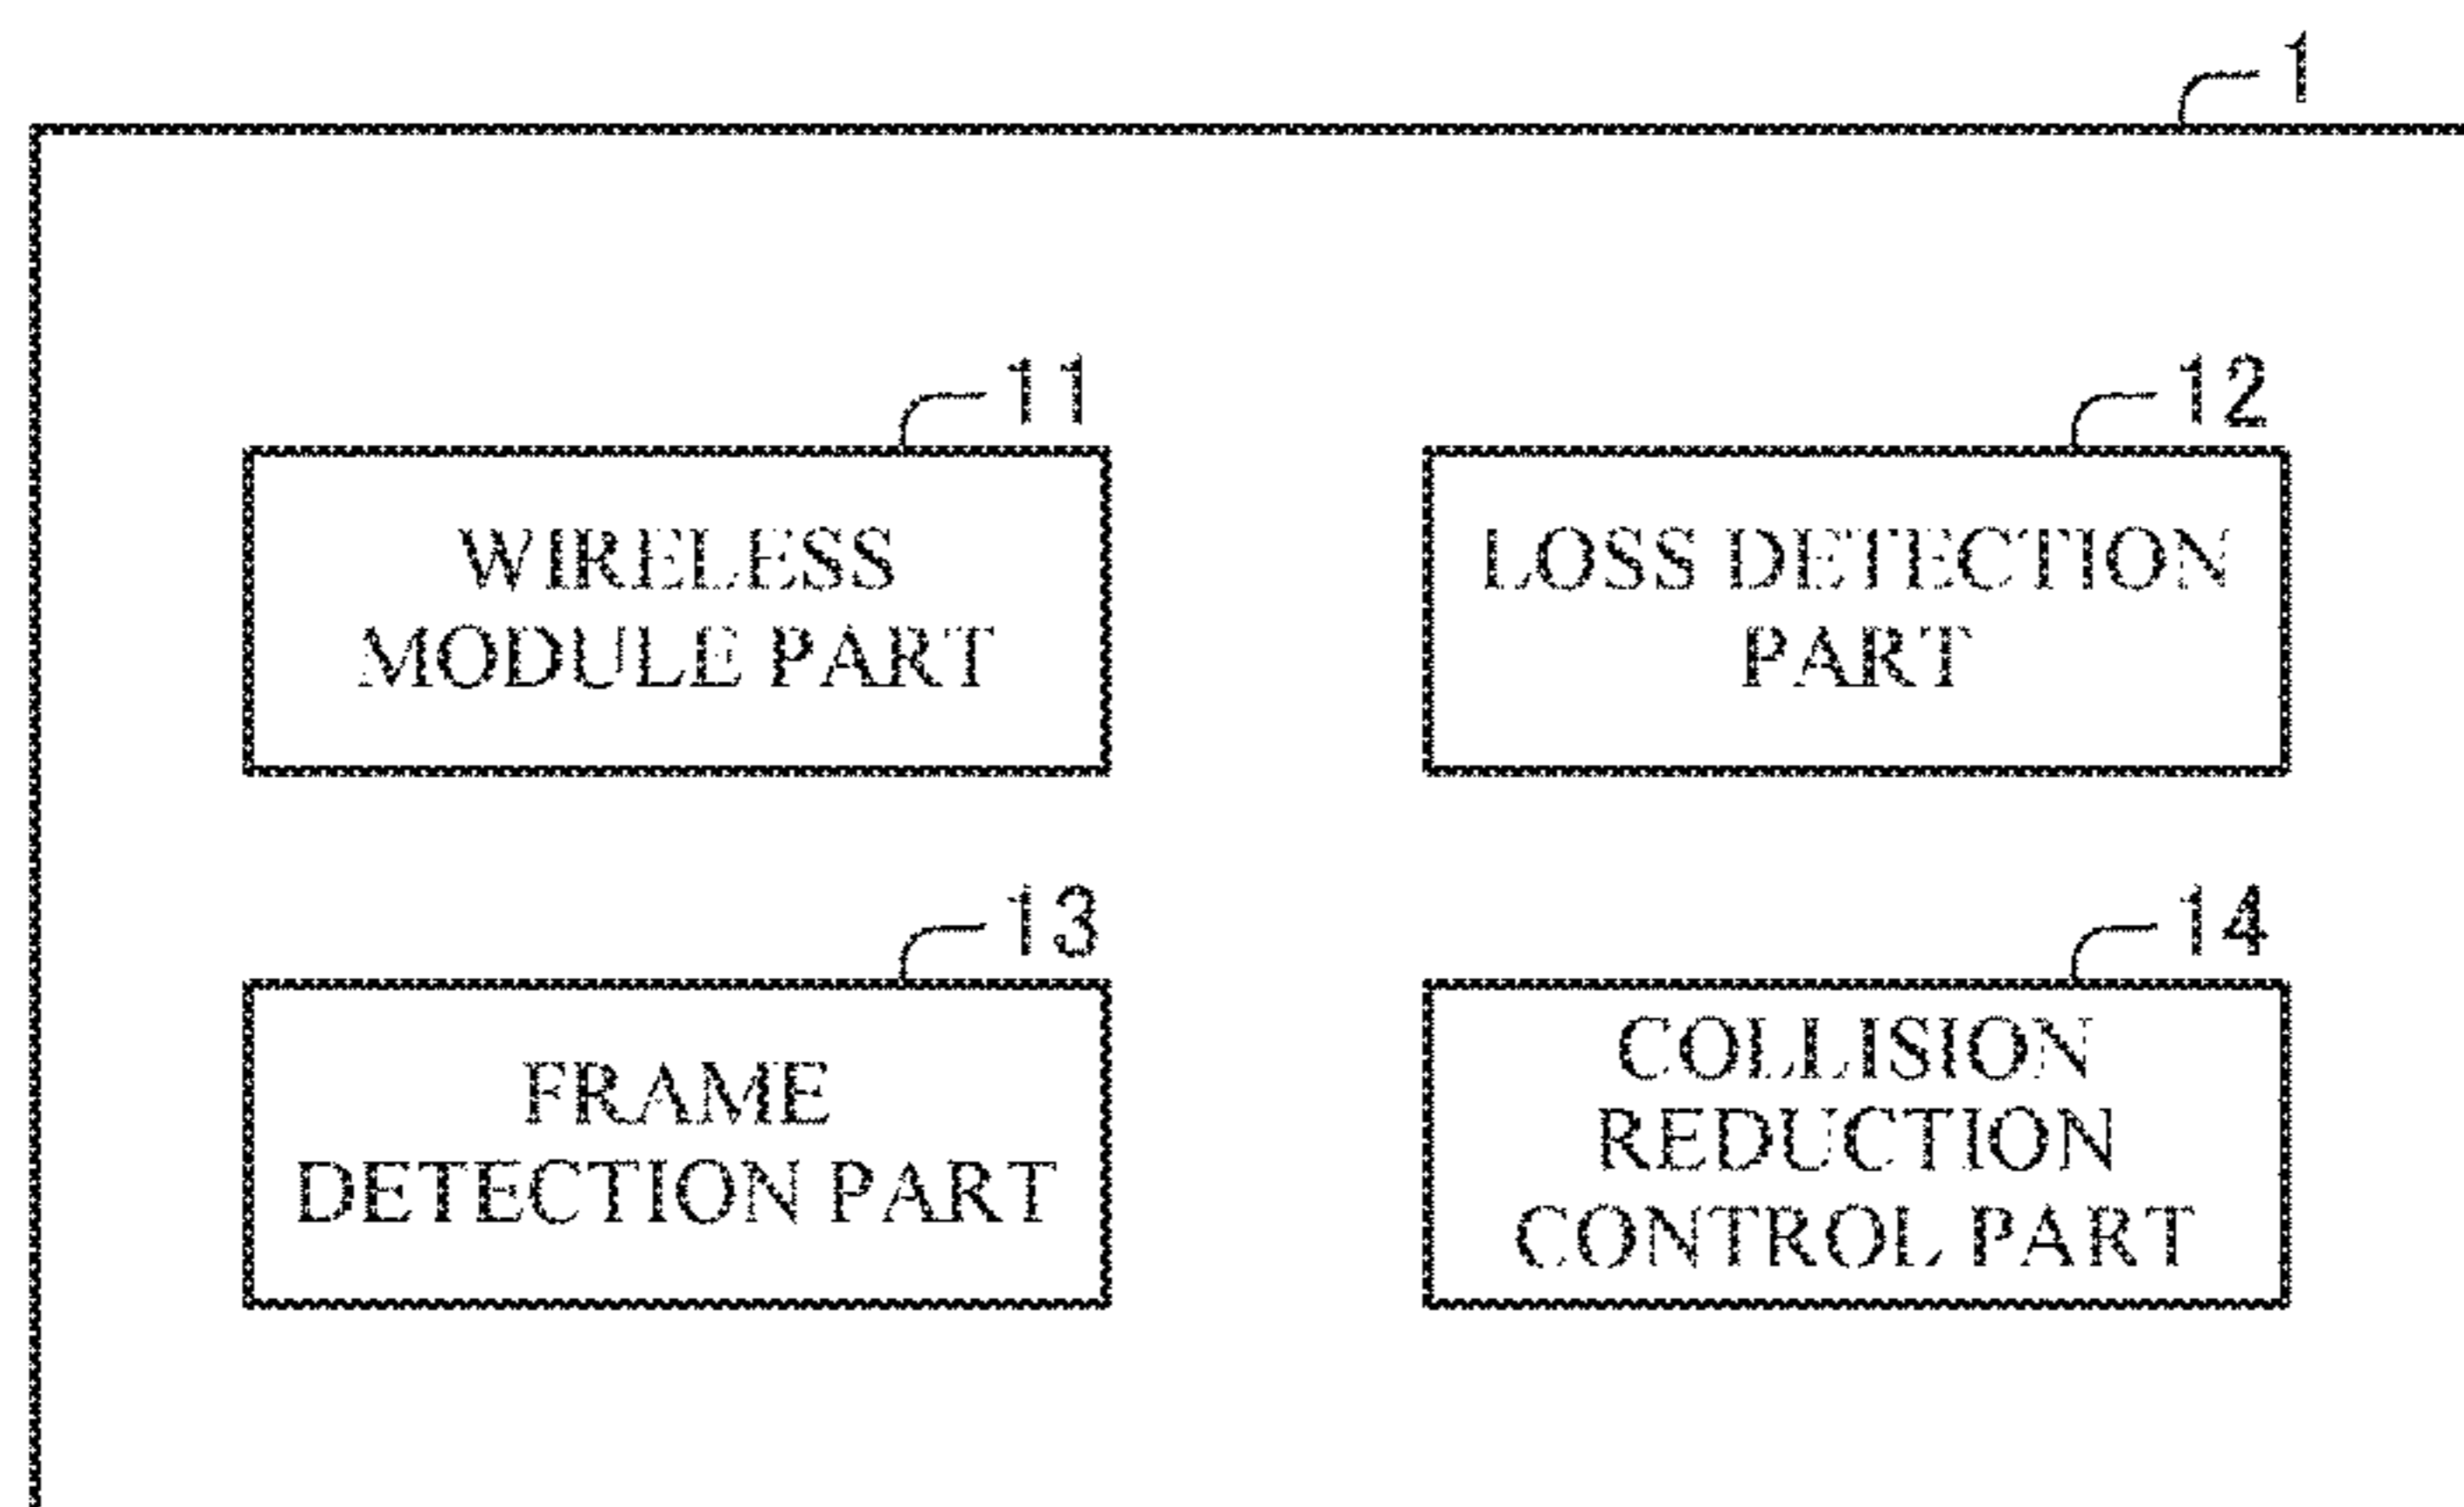 1
11
WIRELESS
MODULE PART
12
LOSS DETECTION
PART
13
FRAME
DETECTION PART
14
COLLISION
REDUCTION
CONTROL PART